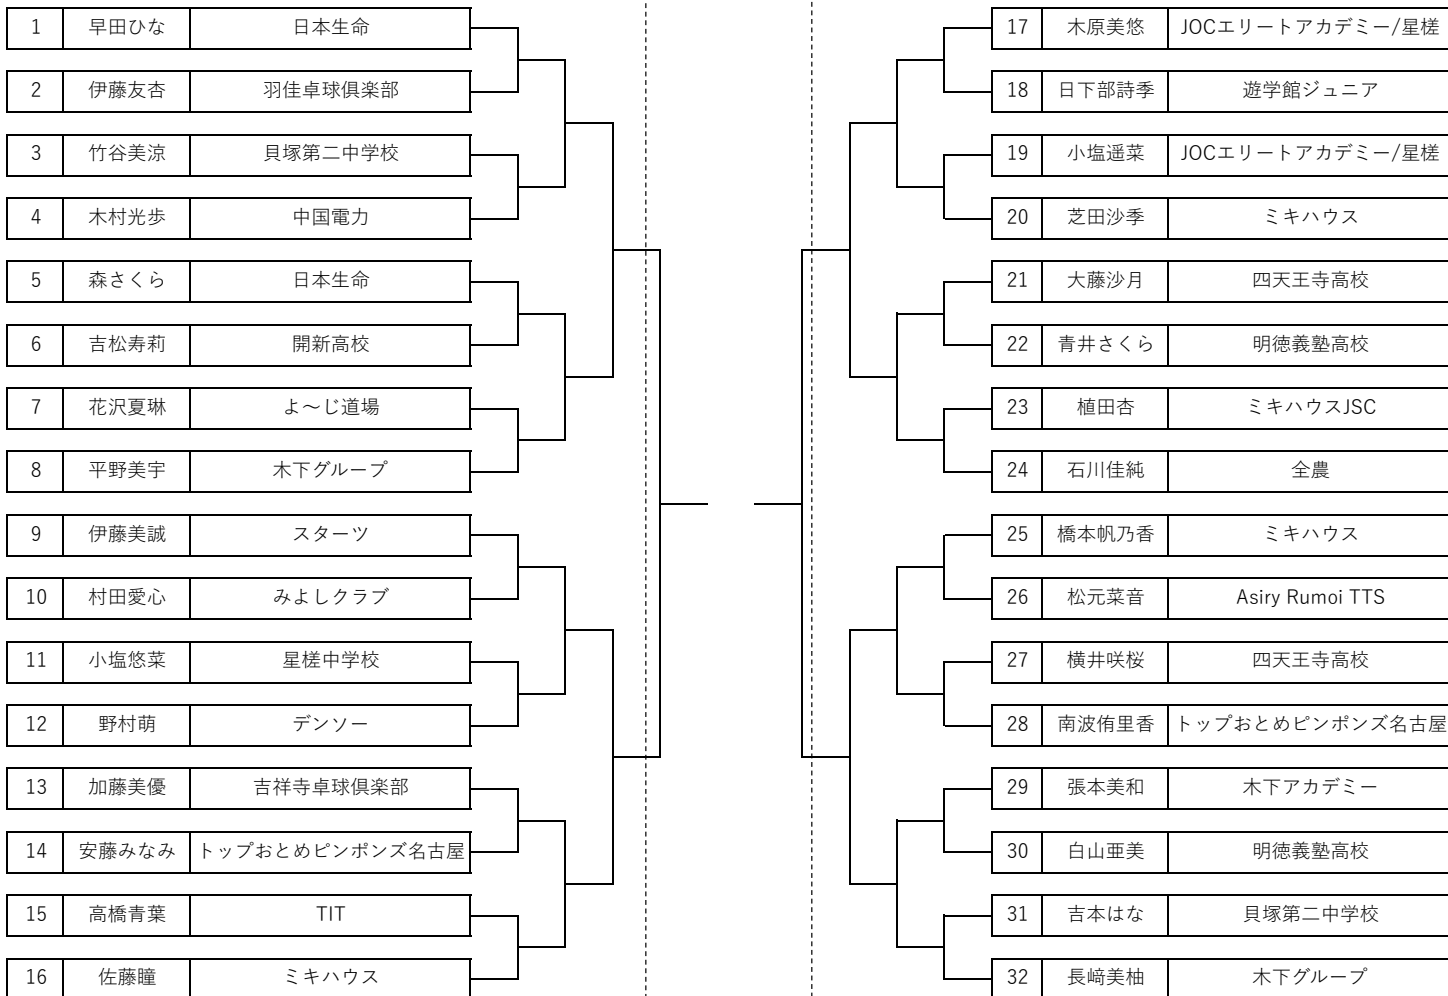 1 早田ひな 日本生命
2 伊藤友杏 羽佳卓球倶楽部
3 竹谷美涼 貝塚第二中学校
4 木村光歩 中国電力
5 森さくら 日本生命
6 吉松寿莉 開新高校
7 花沢夏琳 よ～じ道場
8 平野美宇 木下グループ
9 伊藤美誠 スターツ
10 村田愛心 みよしクラブ
11 小塩悠菜 星槎中学校
12 野村萌 デンソー
13 加藤美優 吉祥寺卓球倶楽部
14 安藤みなみ トップおとめピンポンズ名古屋
15 高橋青葉 TIT
16 佐藤瞳 ミキハウス
17 木原美悠 JOCエリートアカデミー/星槎
18 日下部詩季 遊学館ジュニア
19 小塩遥菜 JOCエリートアカデミー/星槎
20 芝田沙季 ミキハウス
21 大藤沙月 四天王寺高校
22 青井さくら 明徳義塾高校
23 植田杏 ミキハウスJSC
24 石川佳純 全農
25 橋本帆乃香 ミキハウス
26 松元菜音 Asiry Rumoi TTS
27 横井咲桜 四天王寺高校
28 南波侑里香 トップおとめピンポンズ名古屋
29 張本美和 木下アカデミー
30 白山亜美 明徳義塾高校
31 吉本はな 貝塚第二中学校
32 長﨑美柚 木下グループ